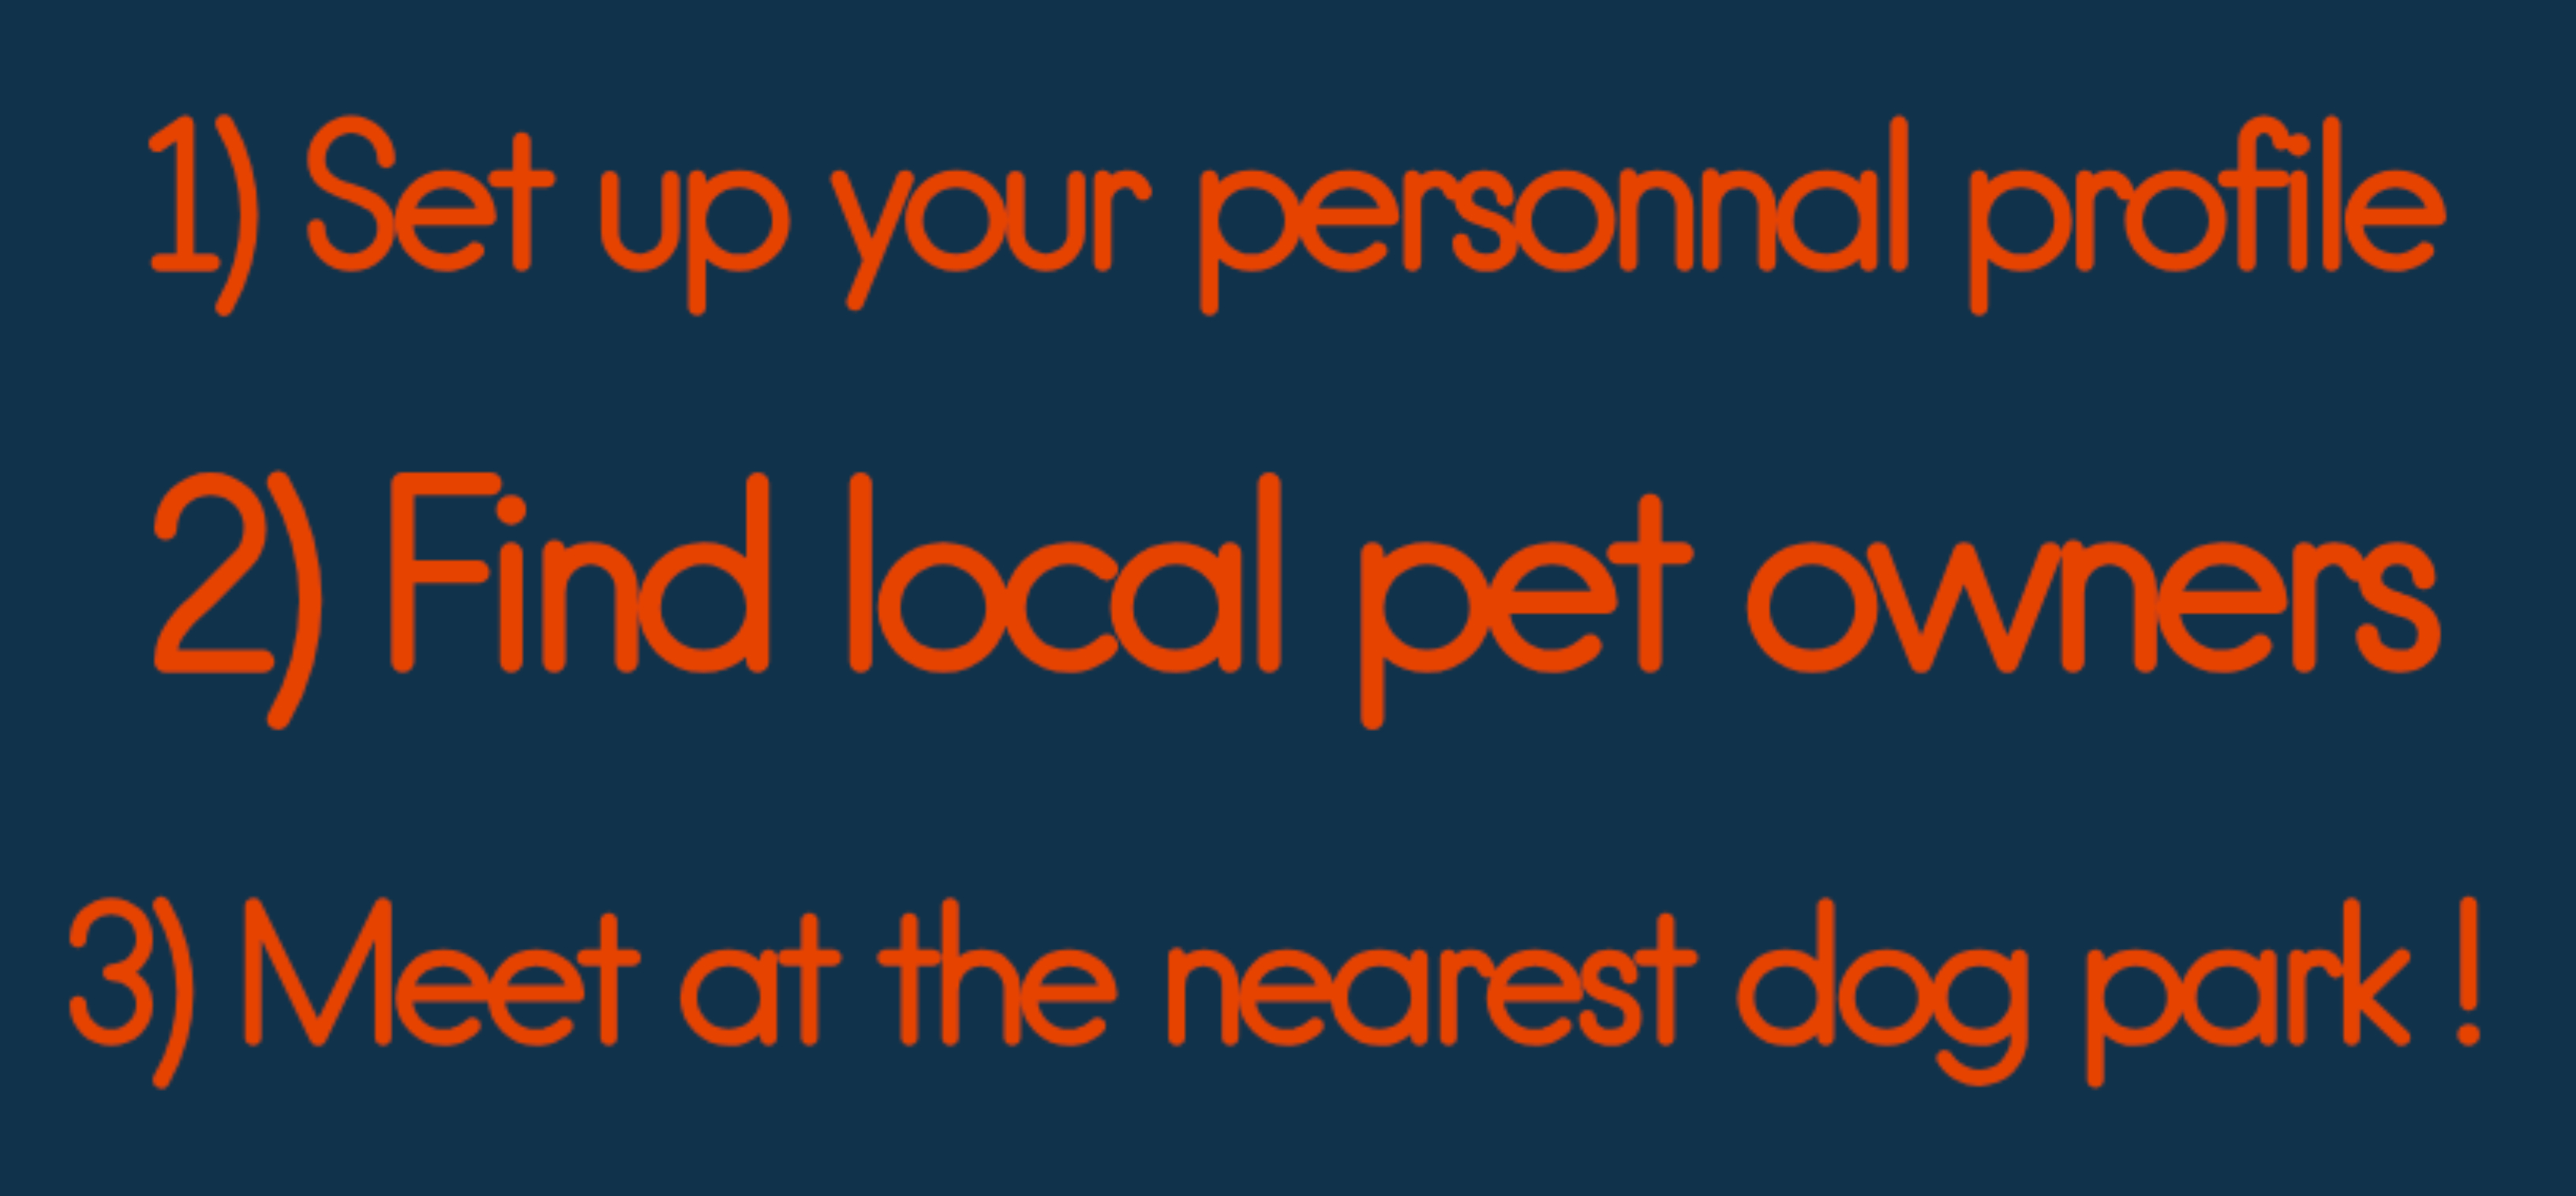 1) Set up your personnal profile
2) Find local pet owners
3) Meet at the nearest dog park !